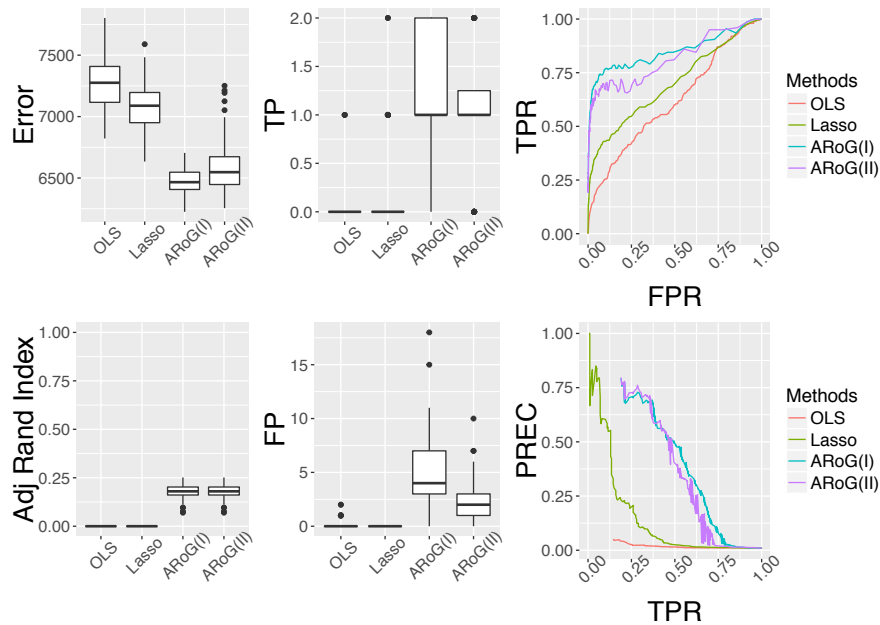 Error
7500
7000
6500
OLS
Lasso
ARoG(I)
ARoG(II)
TP
2.0
1.5
1.0
0.5
0.0
OLS
Lasso
ARoG(I)
ARoG(II)
TPR
1.00
0.75
0.50
0.25
0.00
0.00
0.25
0.50
0.75
1.00
FPR
Methods
OLS
Lasso
ARoG(I)
ARoG(II)
Adj Rand Index
1.00
0.75
0.50
0.25
0.00
OLS
Lasso
ARoG(I)
ARoG(II)
FP
15
10
5
0
OLS
Lasso
ARoG(I)
ARoG(II)
PREC
1.00
0.75
0.50
0.25
0.00
0.00
0.25
0.50
0.75
1.00
TPR
Methods
OLS
Lasso
ARoG(I)
ARoG(II)